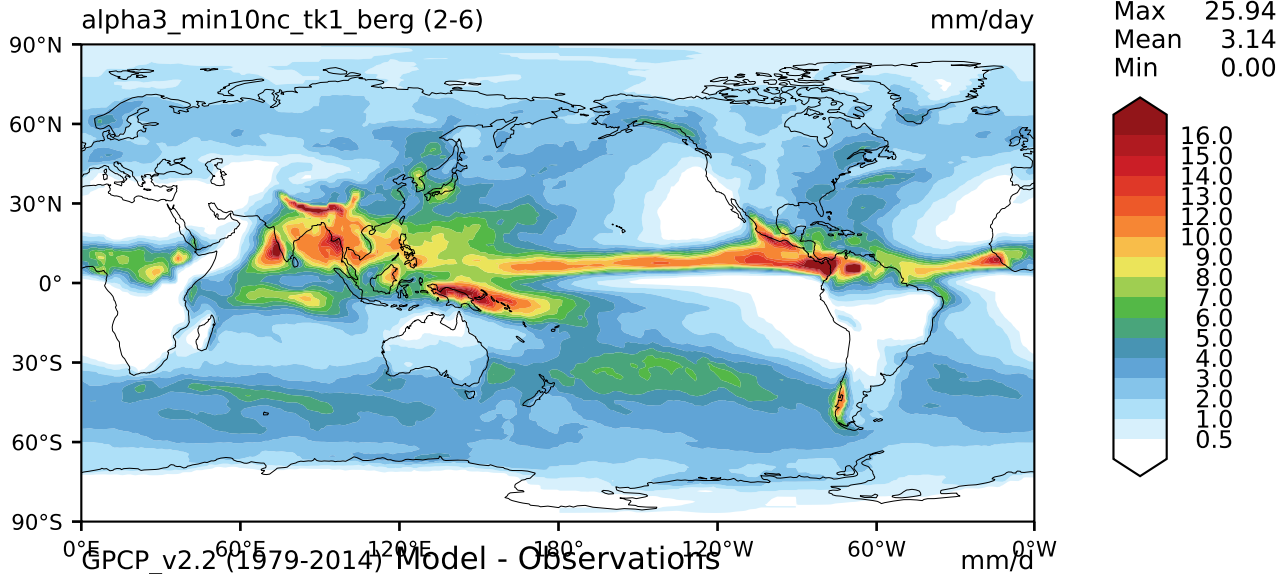 alpha3_min10nc_tk1_berg (2-6) mm/day
Max 25.94
Mean 3.14
Min 0.00
90°N
60°N
30°N
0°
30°S
60°S
90°S
16.0
15.0
14.0
13.0
12.0
10.0
9.0
8.0
7.0
6.0
5.0
4.0
3.0
2.0
1.0
0.5
0°E 60°E 120°E 180° 120°W 60°W 0°W
GPCP_v2.2 (1979-2014) Model - Observations mm/d